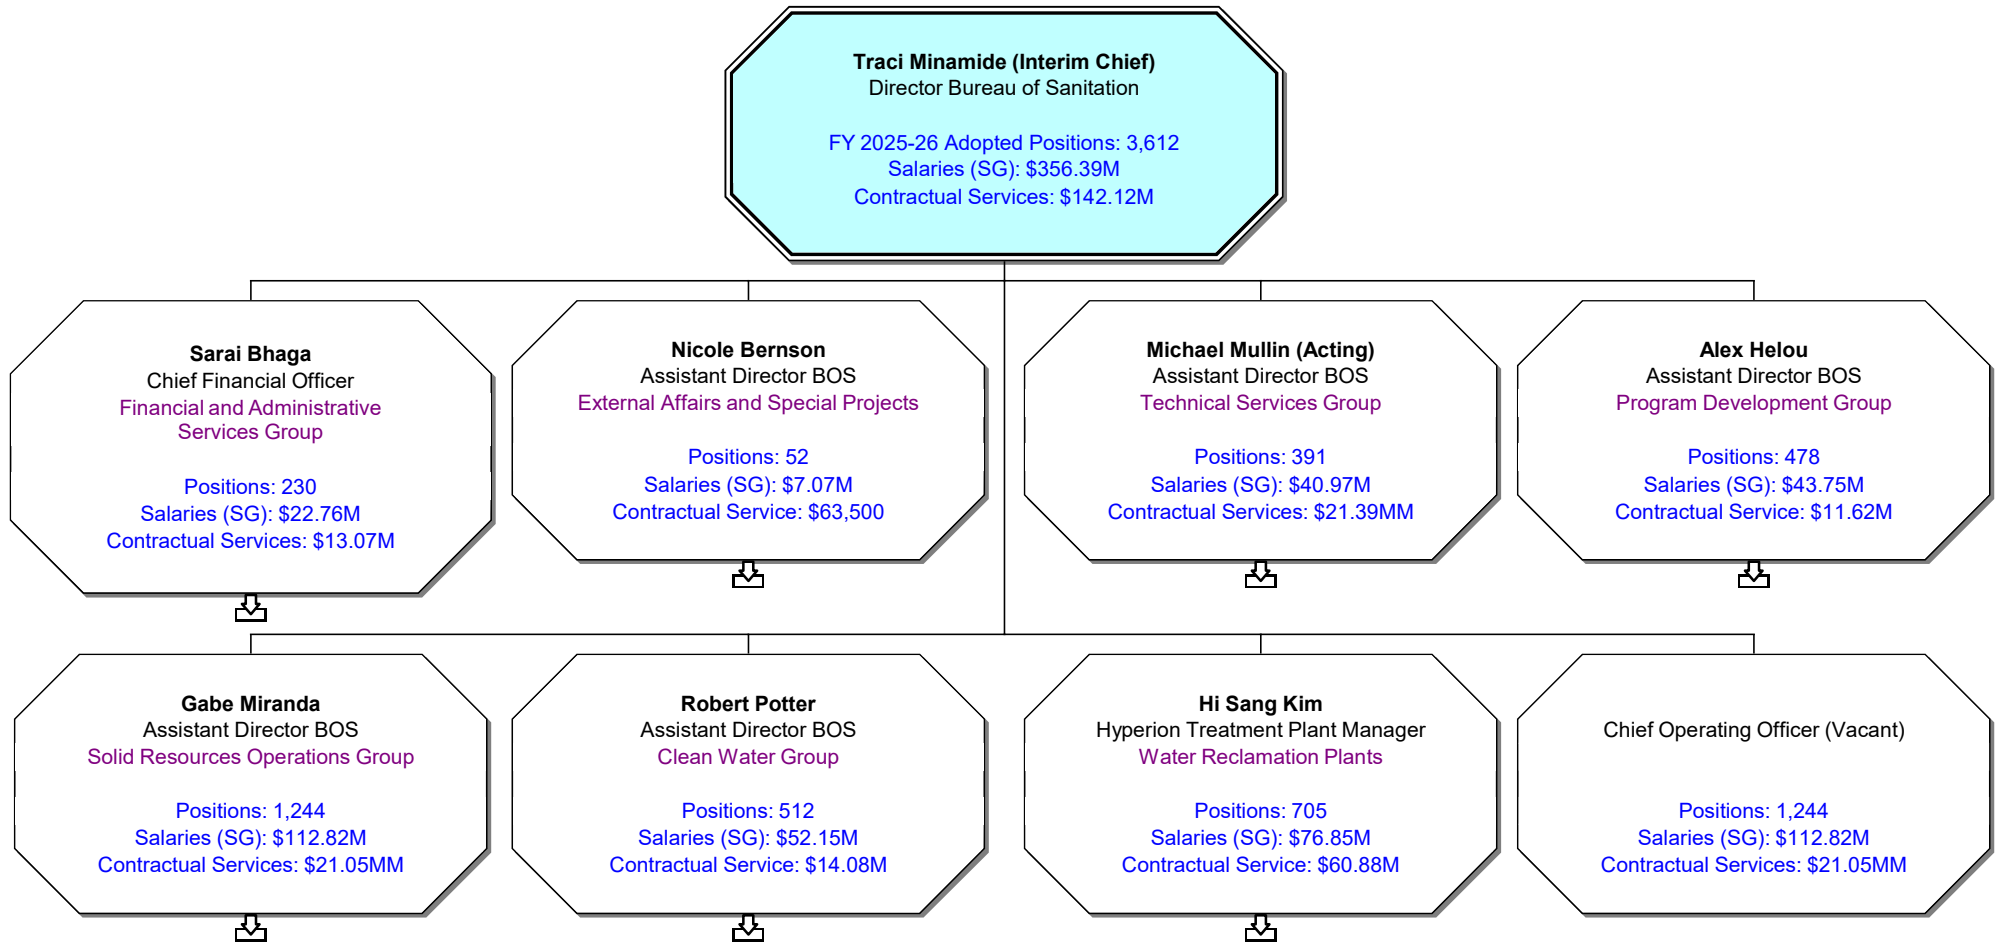 Traci Minamide (Interim Chief)
Director Bureau of Sanitation
FY 2025-26 Adopted Positions: 3,612
Salaries (SG): $356.39M
Contractual Services: $142.12M
Sarai Bhaga
Chief Financial Officer
Financial and Administrative
Services Group
Positions: 230
Salaries (SG): $22.76M
Contractual Services: $13.07M
Nicole Bernson
Assistant Director BOS
External Affairs and Special Projects
Positions: 52
Salaries (SG): $7.07M
Contractual Service: $63,500
Michael Mullin (Acting)
Assistant Director BOS
Technical Services Group
Positions: 391
Salaries (SG): $40.97M
Contractual Services: $21.39MM
Alex Helou
Assistant Director BOS
Program Development Group
Positions: 478
Salaries (SG): $43.75M
Contractual Service: $11.62M
Gabe Miranda
Assistant Director BOS
Solid Resources Operations Group
Positions: 1,244
Salaries (SG): $112.82M
Contractual Services: $21.05MM
Robert Potter
Assistant Director BOS
Clean Water Group
Positions: 512
Salaries (SG): $52.15M
Contractual Service: $14.08M
Hi Sang Kim
Hyperion Treatment Plant Manager
Water Reclamation Plants
Positions: 705
Salaries (SG): $76.85M
Contractual Service: $60.88M
Chief Operating Officer (Vacant)
Positions: 1,244
Salaries (SG): $112.82M
Contractual Services: $21.05MM